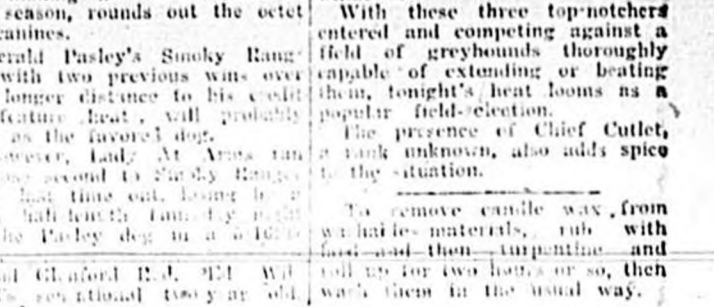 season, rounds out the octet
canines.
erald Pasley's Smoky Rang-
with two previous wins over
longer distance to his credit
feature heat, will probably
as the favored dog.
owever, Lady At Arms ran
second to Smoky Ranger
last time out, losing by a
half-length
the Pasley dog in a
Glenford
two year old,
With these three top-notchers
entered and competing against a
field of greyhounds thoroughly
capable of extending or beating
them, tonight's heat looms as a
popular field-election.
The presence of Chief Cutlet,
a rank unknown, also adds spice
to the situation.
To remove candle wax from
materials, rub with
and then turpentine and
roll up for two hours or so, then
wash them in the usual way.